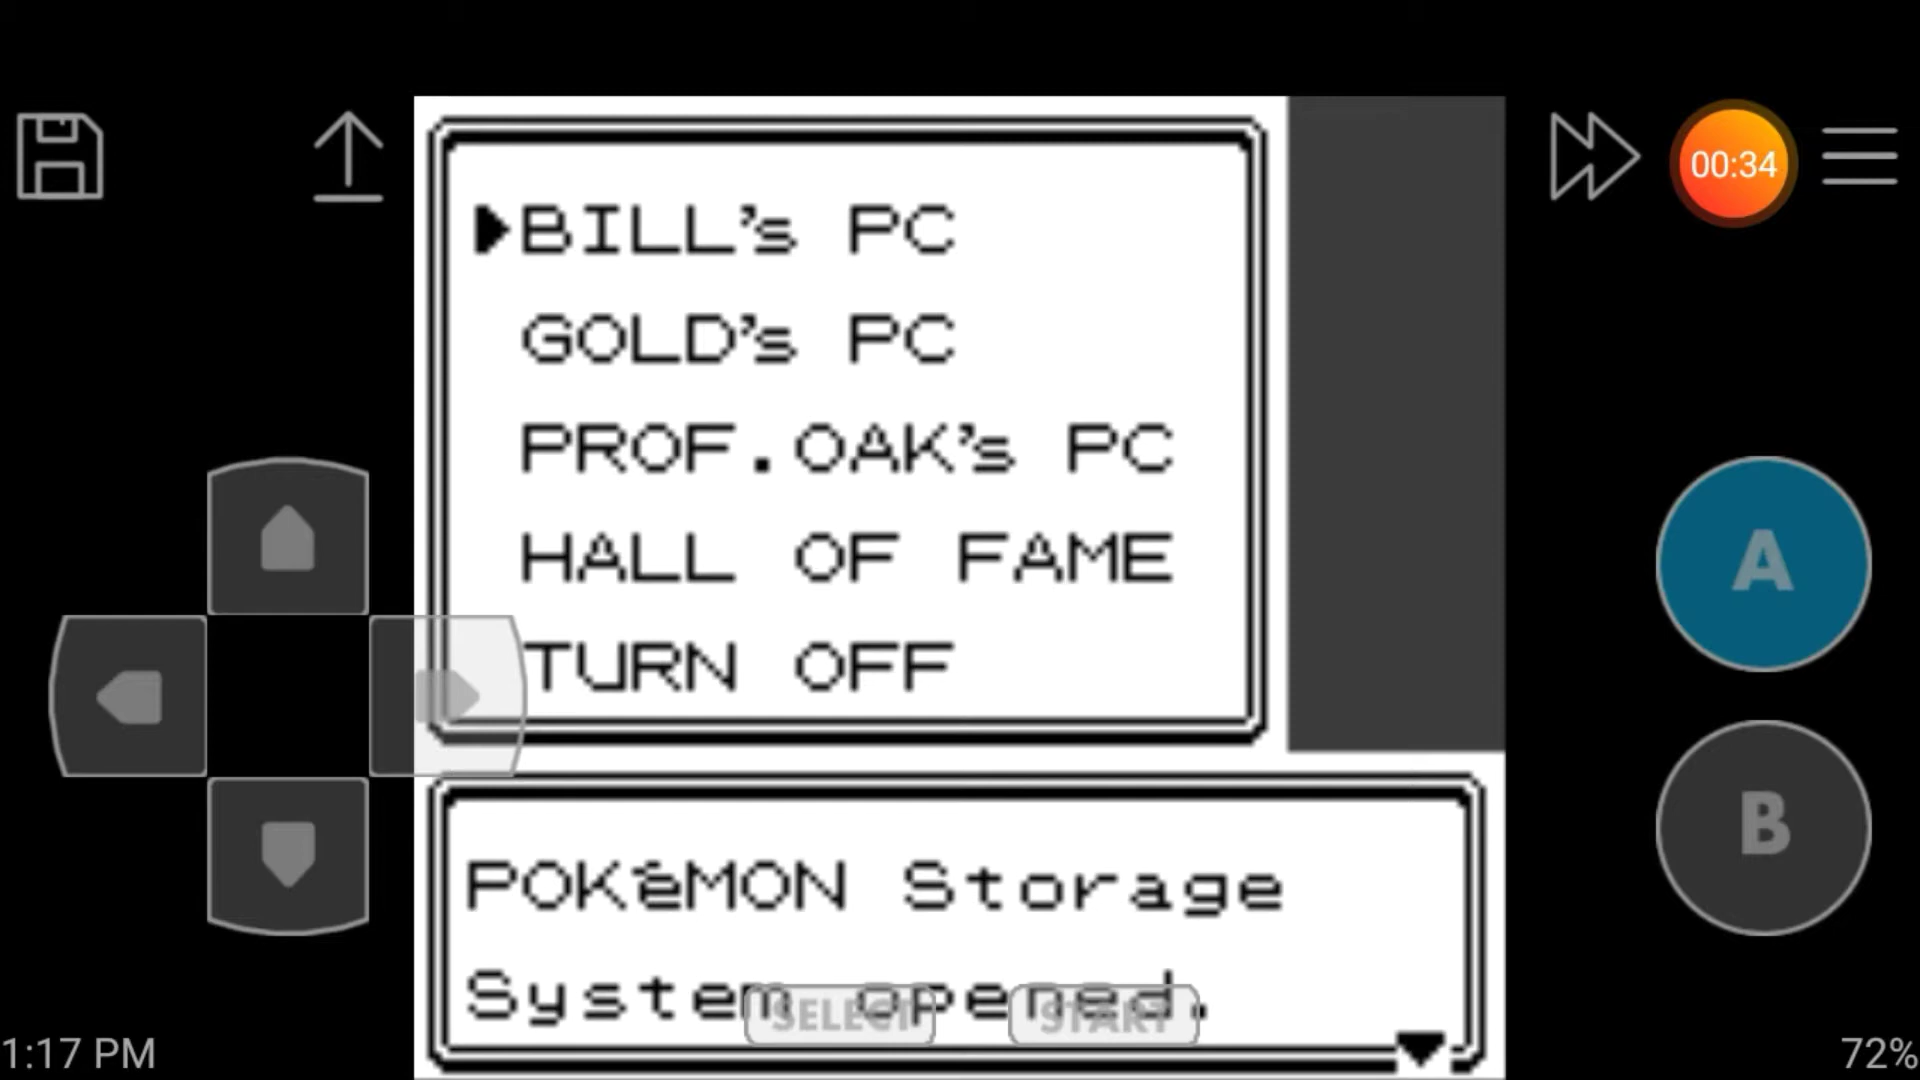 00:34
BILL's PC
GOLD's PC
PROF.OAK's PC
HALL OF FAME
TURN OFF
A
B
POKéMON Storage
System opened.
SELECT
START
1:17 PM
72%